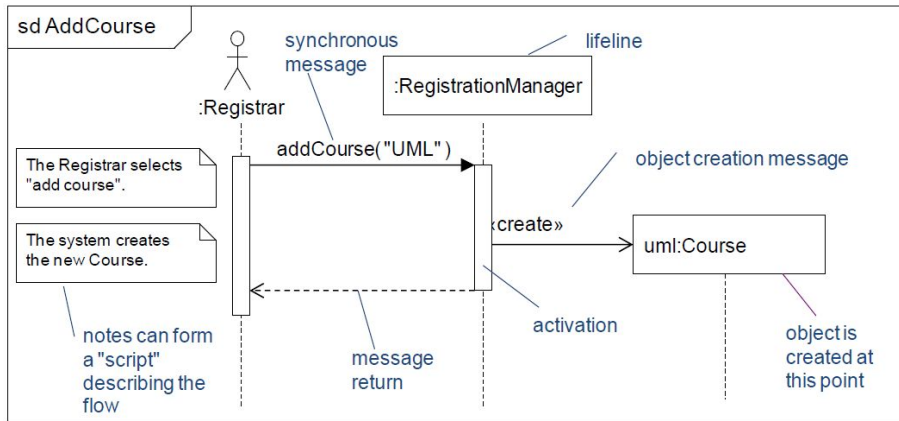 sd AddCourse
synchronous
message
lifeline
:Registrar
:RegistrationManager
The Registrar selects
"add course".
addCourse("UML")
object creation message
The system creates
the new Course.
«create»
uml:Course
notes can form
a "script"
describing the
flow
message
return
activation
object is
created at
this point